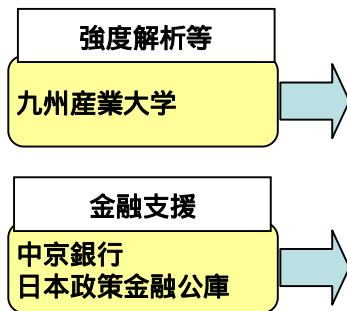 強度解析等
九州産業大学
金融支援
中京銀行
日本政策金融公庫